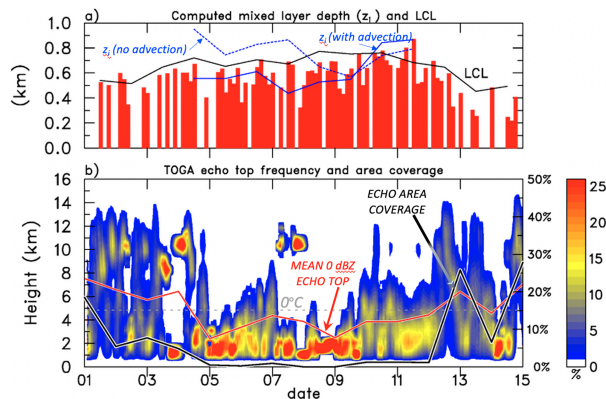 a) Computed mixed layer depth (zI) and LCL
zi (no advection)
zi (with advection)
LCL
(km)
1.0
0.8
0.6
0.4
0.2
0.0
b) TOGA echo top frequency and area coverage
ECHO AREA
COVERAGE
MEAN 0 dBZ
ECHO TOP
0°C
Height (km)
16
14
12
10
8
6
4
2
0
50%
40%
30%
20%
10%
0%
01 03 05 07 09 11 13 15
date
25
20
15
10
5
0
%